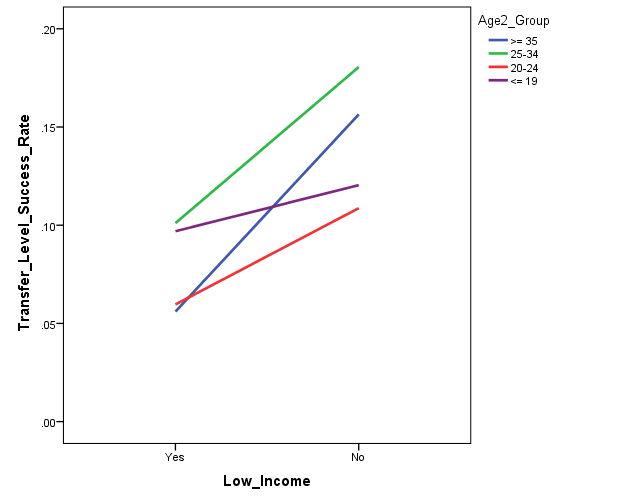 Age2_Group
>= 35
25-34
20-24
<= 19
Transfer_Level_Success_Rate
.20
.15
.10
.05
.00
Yes
No
Low_Income